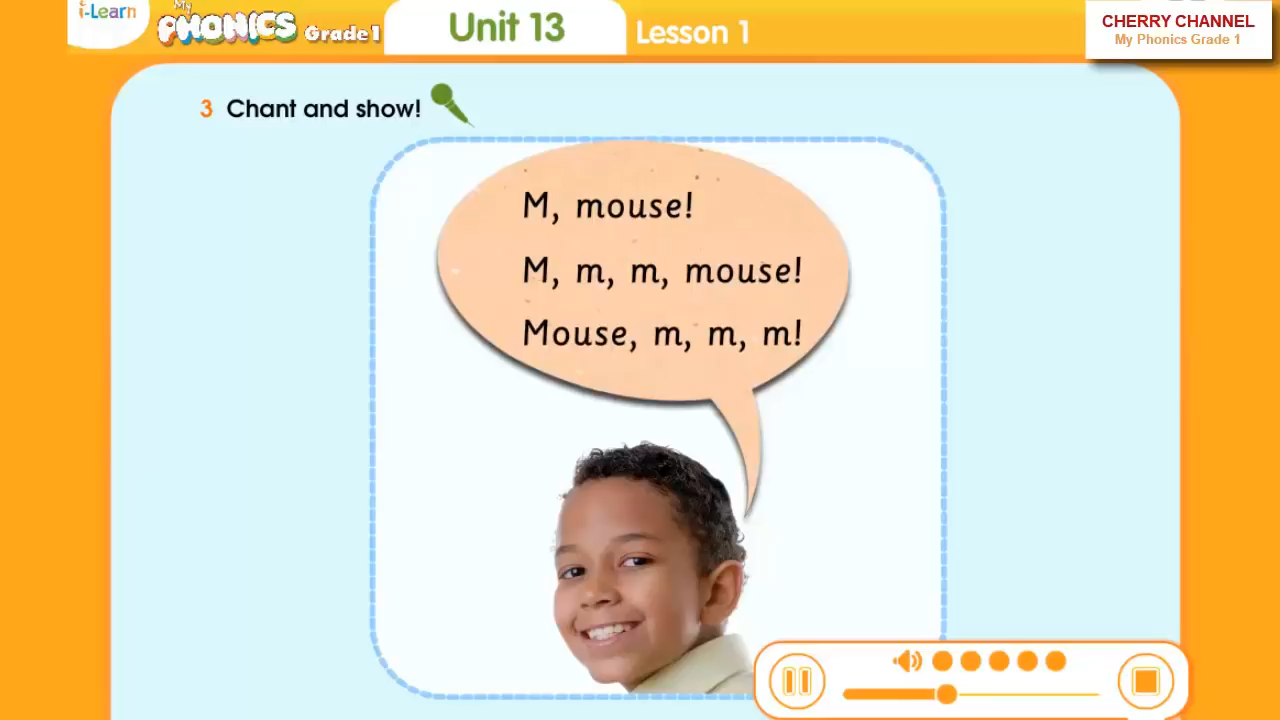 i-Learn
My
PHONICS Grade 1
Unit 13
Lesson 1
CHERRY CHANNEL
My Phonics Grade 1
3 Chant and show!
M, mouse!
M, m, m, mouse!
Mouse, m, m, m!